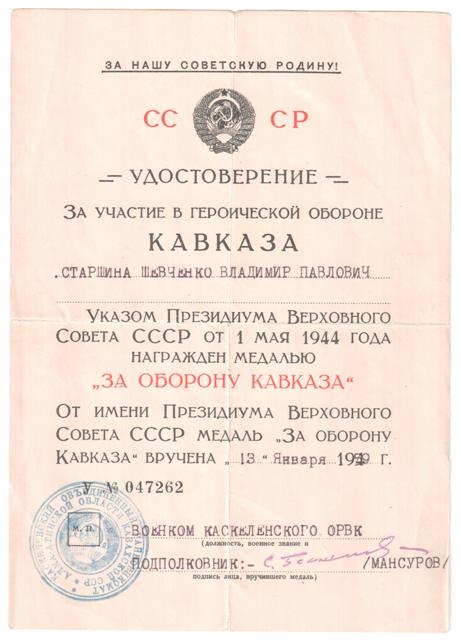 ЗА НАШУ СОВЕТСКУЮ РОДИНУ!
СС СР
УДОСТОВЕРЕНИЕ
ЗА УЧАСТИЕ В ГЕРОИЧЕСКОЙ ОБОРОНЕ
КАВКАЗА
.СТАРШИНА ШЕВЧЕНКО ВЛАДИМИР ПАВЛОВИЧ
УКАЗОМ ПРЕЗИДИУМА ВЕРХОВНОГО
СОВЕТА СССР ОТ 1 МАЯ 1944 ГОДА
НАГРАЖДЕН МЕДАЛЬЮ
„ЗА ОБОРОНУ КАВКАЗА“
ОТ ИМЕНИ ПРЕЗИДИУМА ВЕРХОВНОГО
СОВЕТА СССР МЕДАЛЬ „ЗА ОБОРОНУ
КАВКАЗА“ ВРУЧЕНА „ 13 “ Января г.
У № 047262
М. П.
ВОЕНКОМ КАСКЕЛЕНСКОГО ОРВК
(должность, военное звание и
ПОДПОЛКОВНИК:- /МАНСУРОВ/
подпись лица, вручившего медаль)